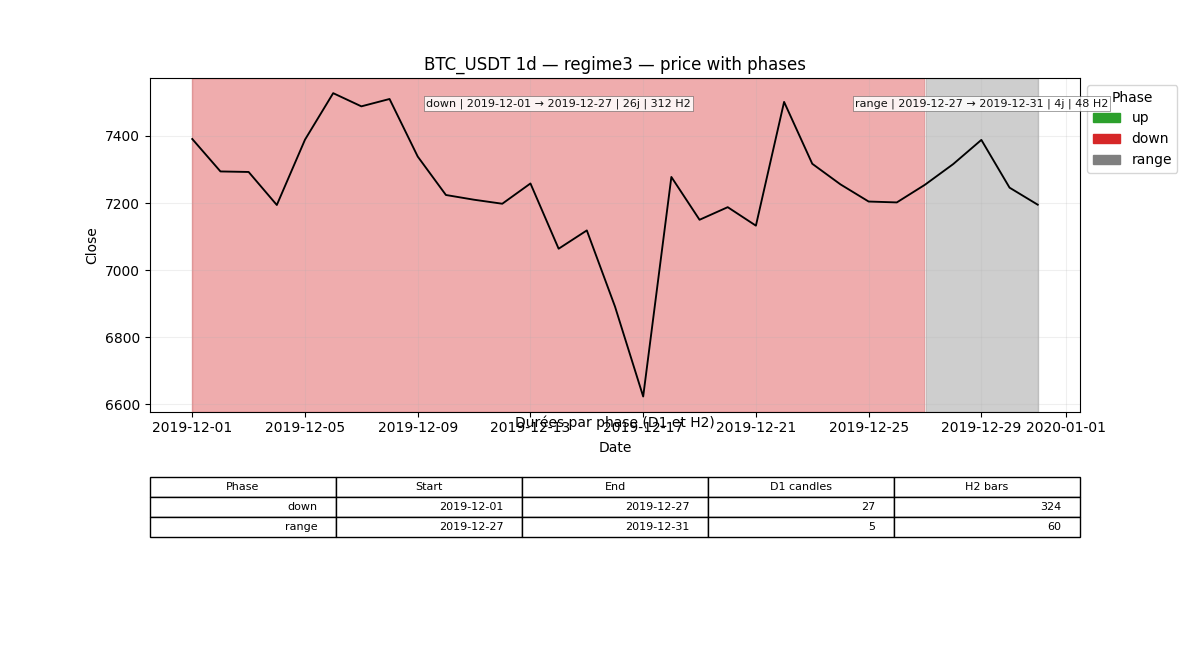 BTC_USDT 1d — regime3 — price with phases
down | 2019-12-01 → 2019-12-27 | 26j | 312 H2
range | 2019-12-27 → 2019-12-31 | 4j | 48 H2
Phase
up
down
range
Close
7400
7200
7000
6800
6600
Durées par phase (D1 et H2)
2019-12-01 2019-12-05 2019-12-09 2019-12-13 2019-12-17 2019-12-21 2019-12-25 2019-12-29 2020-01-01
Date
Phase Start End D1 candles H2 bars
down 2019-12-01 2019-12-27 27 324
range 2019-12-27 2019-12-31 5 60